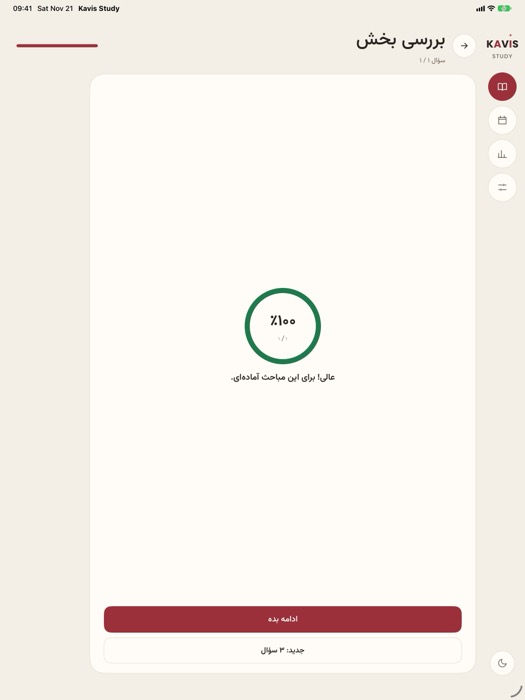 09:41 Sat Nov 21 Kavis Study
KAVIS
STUDY
بررسی بخش
سؤال ۱ / ۱
٪۱۰۰
۱ / ۱
عالی! برای این مباحث آماده‌ای.
ادامه بده
جدید: ۳ سؤال